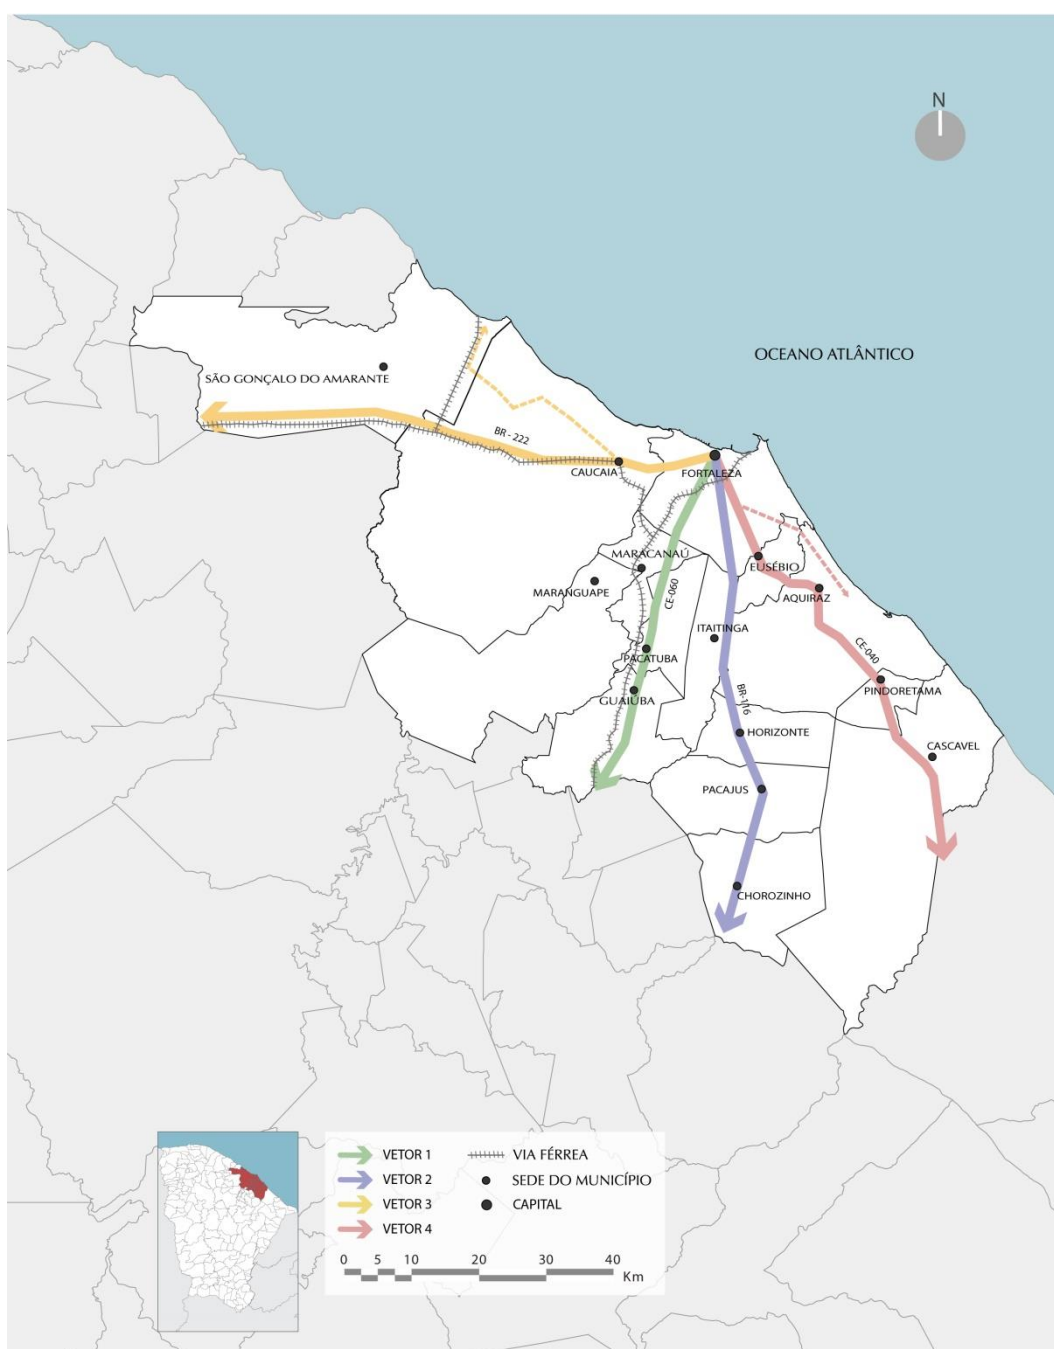 N
OCEANO ATLÂNTICO
SÃO GONÇALO DO AMARANTE
BR - 222
CAUCAIA
FORTALEZA
MARACANAÚ
EUSÉBIO
MARANGUAPE
CE-060
AQUIRAZ
ITAITINGA
PACATUBA
CE-040
PINDORETAMA
GUAIÚBA
BR-116
HORIZONTE
CASCAVEL
PACAJUS
CHOROZINHO
VETOR 1
VIA FÉRREA
VETOR 2
SEDE DO MUNICÍPIO
VETOR 3
CAPITAL
VETOR 4
0 5 10 20 30 40
Km